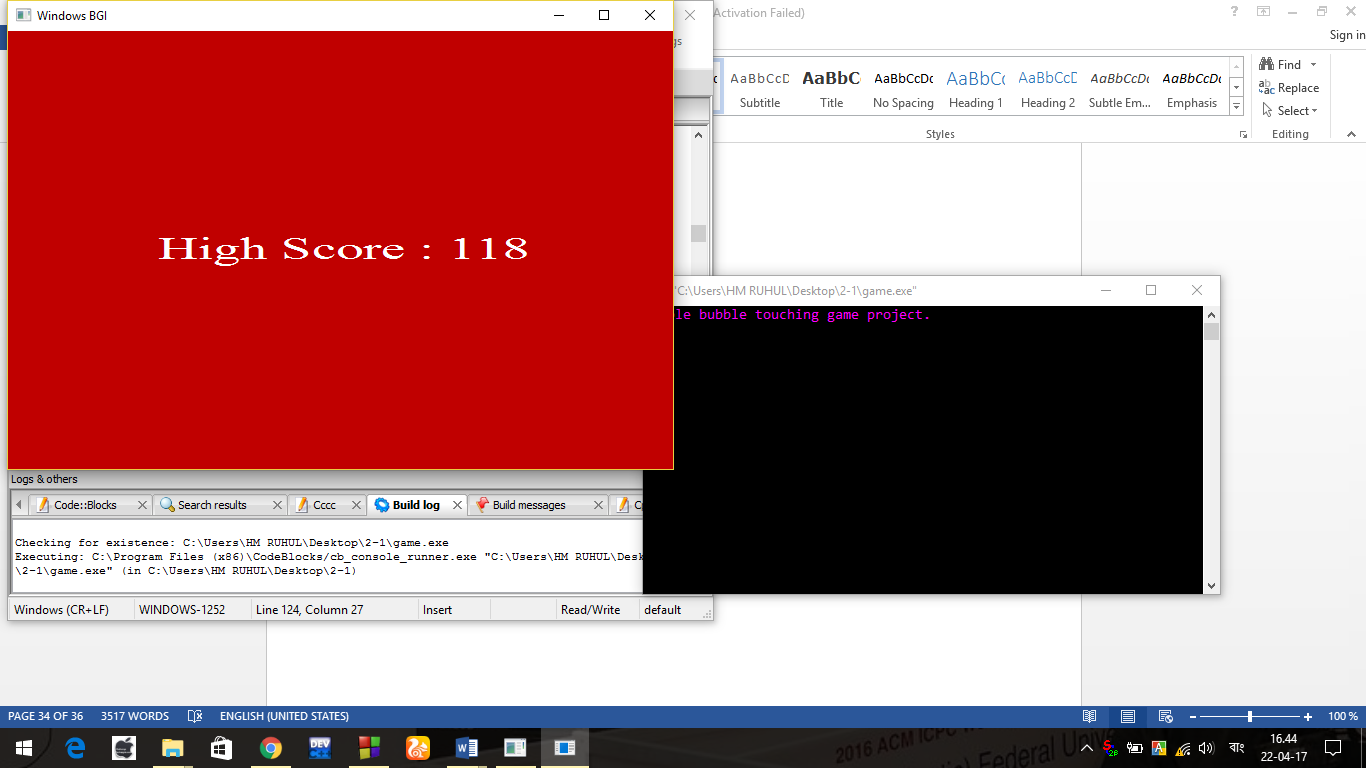 Windows BGI
Activation Failed)
Sign in
gs
AaBbCcD
AaBbC
AaBbCcDc
AaBbCc
AaBbCcD
AaBbCcDc
AaBbCcDc
Subtitle
Title
No Spacing
Heading 1
Heading 2
Subtle Em...
Emphasis
Styles
Find
Replace
Select
Editing
High Score : 118
"C:\Users\HM RUHUL\Desktop\2-1\game.exe"
le bubble touching game project.
Logs & others
Code::Blocks
Search results
Cccc
Build log
Build messages
Checking for existence: C:\Users\HM RUHUL\Desktop\2-1\game.exe
Executing: C:\Program Files (x86)\CodeBlocks/cb_console_runner.exe "C:\Users\HM RUHUL\Desk
\2-1\game.exe" (in C:\Users\HM RUHUL\Desktop\2-1)
Windows (CR+LF)
WINDOWS-1252
Line 124, Column 27
Insert
Read/Write
default
PAGE 34 OF 36
3517 WORDS
ENGLISH (UNITED STATES)
100 %
DEV
2016 ACM ICPC
Federal
বাং
16.44
22-04-17